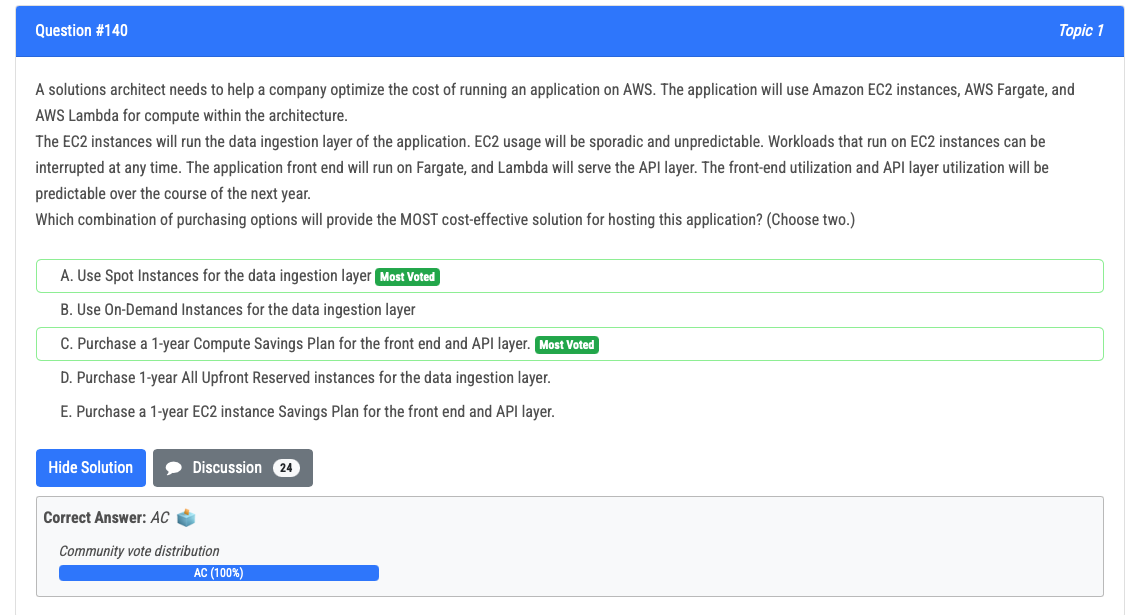 Question #140
Topic 1
A solutions architect needs to help a company optimize the cost of running an application on AWS. The application will use Amazon EC2 instances, AWS Fargate, and
AWS Lambda for compute within the architecture.
The EC2 instances will run the data ingestion layer of the application. EC2 usage will be sporadic and unpredictable. Workloads that run on EC2 instances can be
interrupted at any time. The application front end will run on Fargate, and Lambda will serve the API layer. The front-end utilization and API layer utilization will be
predictable over the course of the next year.
Which combination of purchasing options will provide the MOST cost-effective solution for hosting this application? (Choose two.)
A. Use Spot Instances for the data ingestion layer Most Voted
B. Use On-Demand Instances for the data ingestion layer
C. Purchase a 1-year Compute Savings Plan for the front end and API layer. Most Voted
D. Purchase 1-year All Upfront Reserved instances for the data ingestion layer.
E. Purchase a 1-year EC2 instance Savings Plan for the front end and API layer.
Hide Solution
Discussion 24
Correct Answer: AC
Community vote distribution
AC (100%)